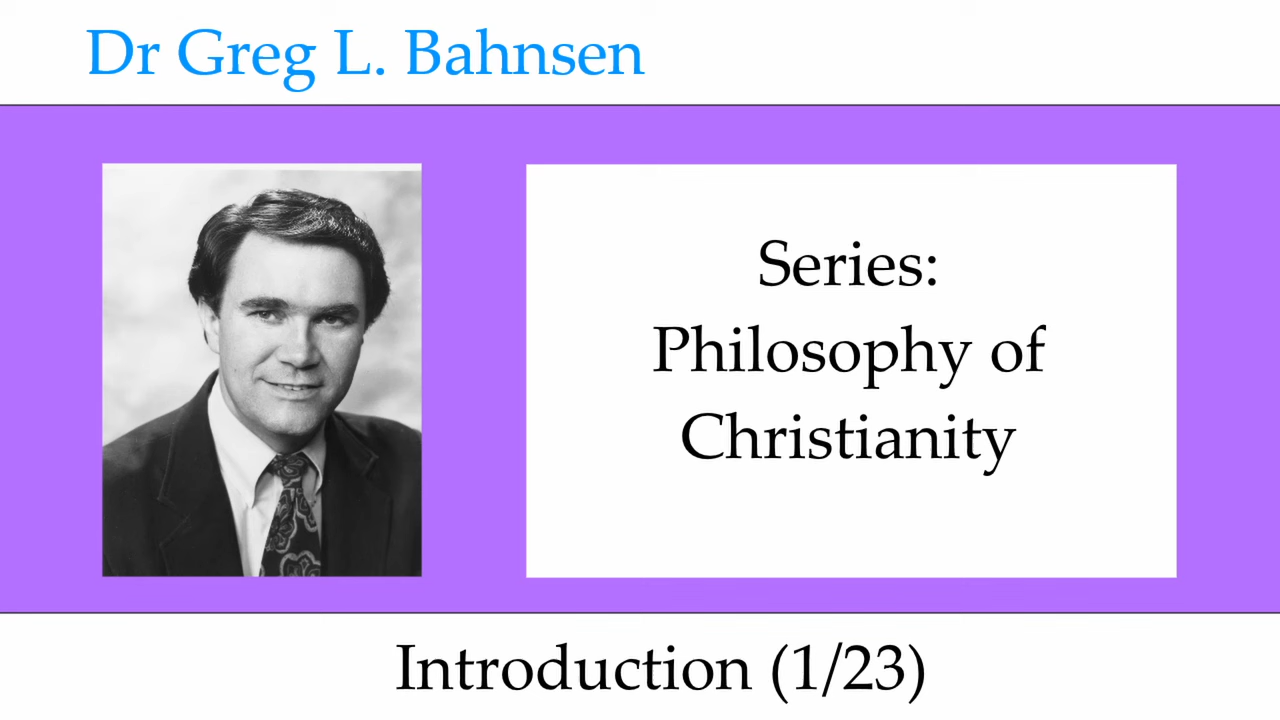 Dr Greg L. Bahnsen
Series:
Philosophy of
Christianity
Introduction (1/23)